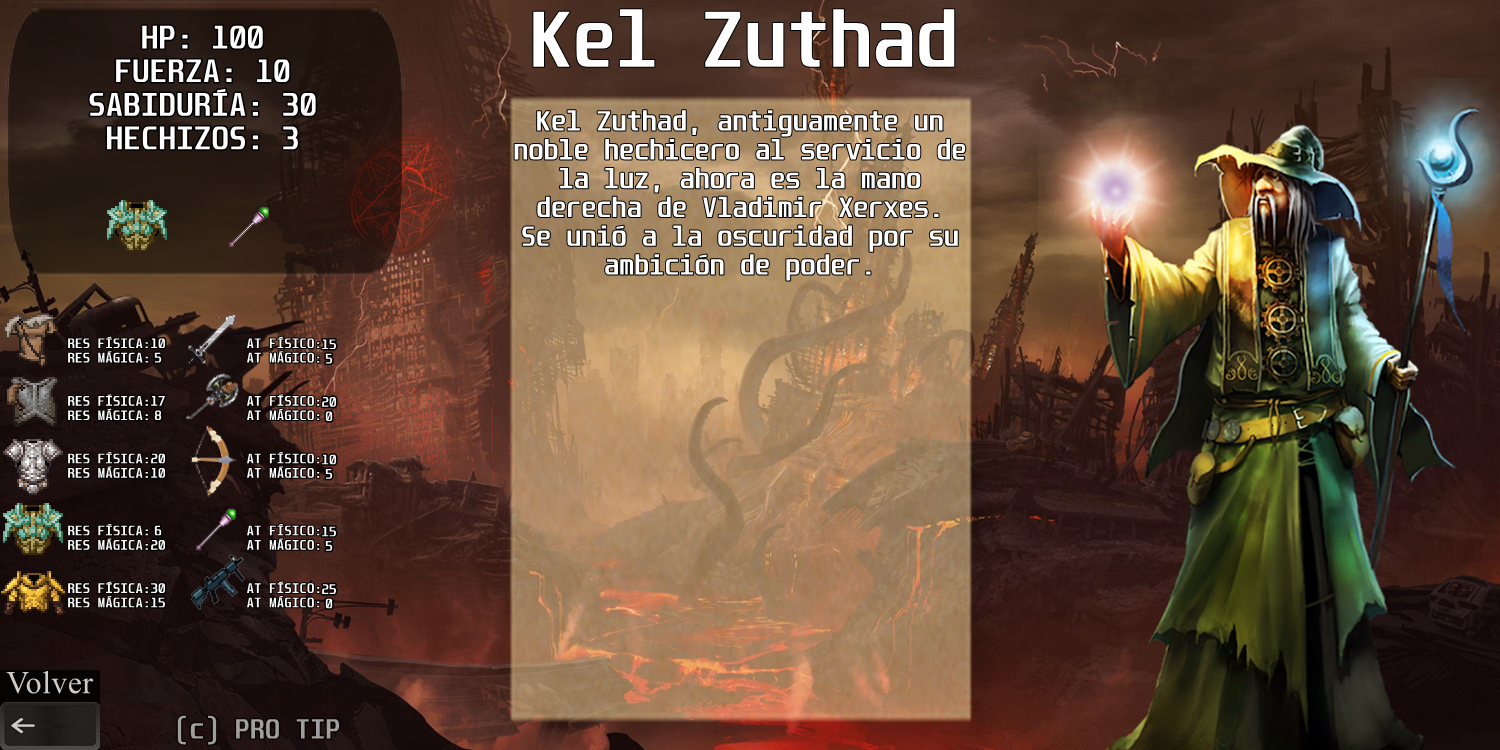 Kel Zuthad
HP: 100
FUERZA: 10
SABIDURÍA: 30
HECHIZOS: 3
Kel Zuthad, antiguamente un
noble hechicero al servicio de
la luz, ahora es la mano
derecha de Vladimir Xerxes.
Se unió a la oscuridad por su
ambición de poder.
RES FÍSICA:10
RES MÁGICA: 5
AT FÍSICO:15
AT MÁGICO: 5
RES FÍSICA:17
RES MÁGICA: 8
AT FÍSICO:20
AT MÁGICO: 0
RES FÍSICA:20
RES MÁGICA:10
AT FÍSICO:10
AT MÁGICO: 5
RES FÍSICA: 6
RES MÁGICA:20
AT FÍSICO:15
AT MÁGICO: 5
RES FÍSICA:30
RES MÁGICA:15
AT FÍSICO:25
AT MÁGICO: 0
Volver
(c) PRO TIP